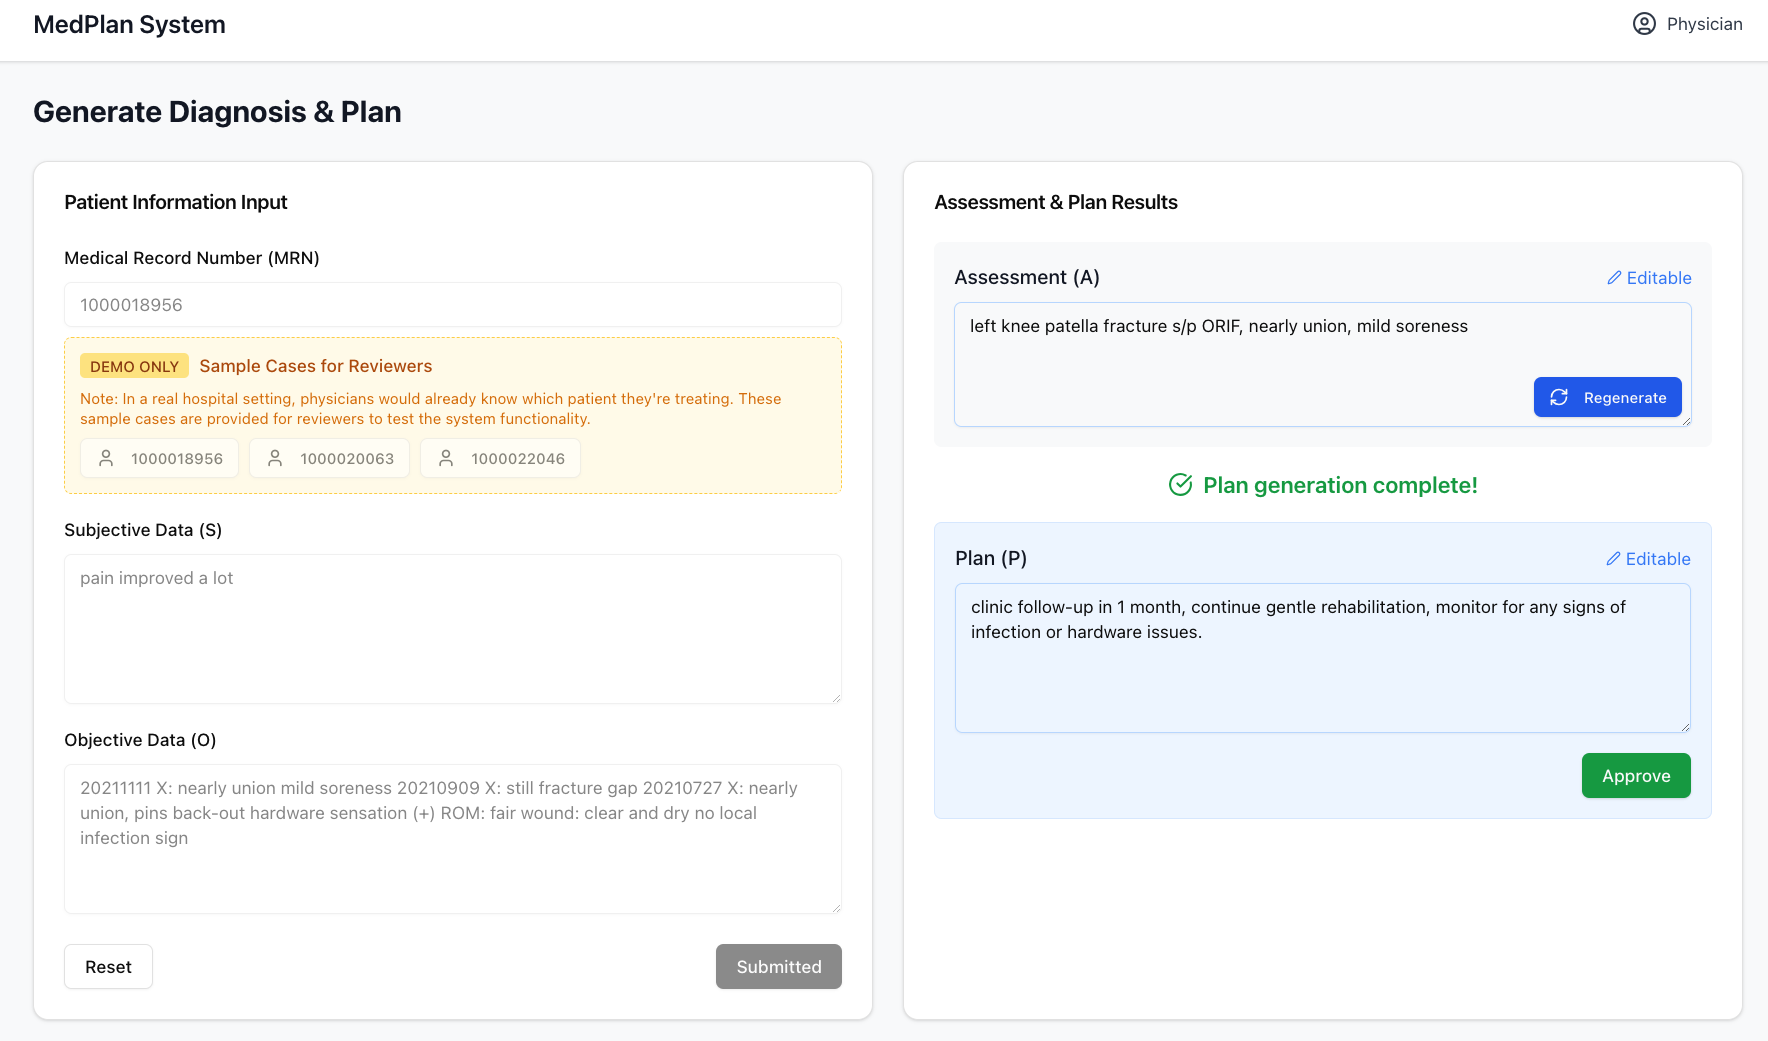 MedPlan System
Physician
Generate Diagnosis & Plan
Patient Information Input
Medical Record Number (MRN)
1000018956
DEMO ONLY Sample Cases for Reviewers
Note: In a real hospital setting, physicians would already know which patient they're treating. These
sample cases are provided for reviewers to test the system functionality.
1000018956 1000020063 1000022046
Subjective Data (S)
pain improved a lot
Objective Data (O)
20211111 X: nearly union mild soreness 20210909 X: still fracture gap 20210727 X: nearly
union, pins back-out hardware sensation (+) ROM: fair wound: clear and dry no local
infection sign
Reset
Submitted
Assessment & Plan Results
Assessment (A)
Editable
left knee patella fracture s/p ORIF, nearly union, mild soreness
Regenerate
Plan generation complete!
Plan (P)
Editable
clinic follow-up in 1 month, continue gentle rehabilitation, monitor for any signs of
infection or hardware issues.
Approve